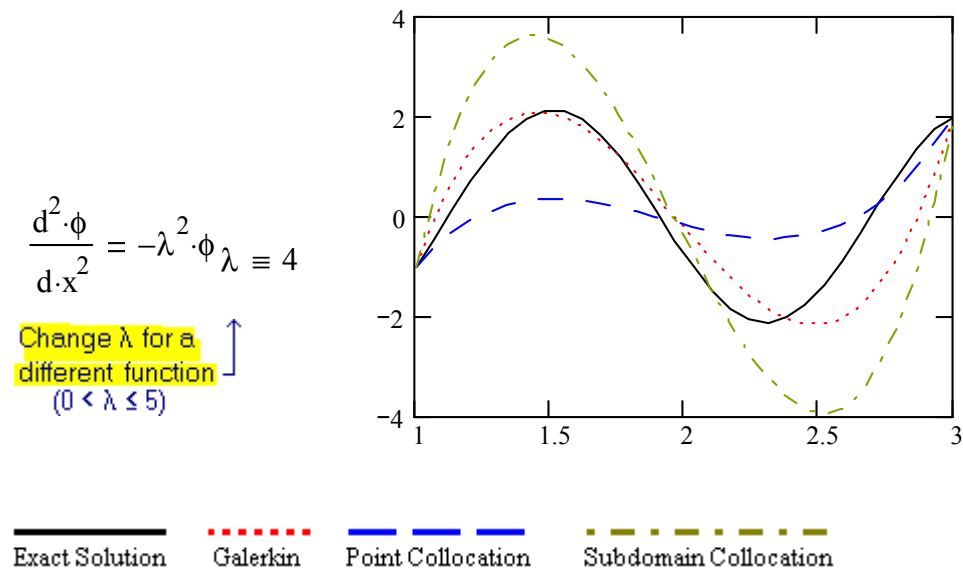 d²·ϕ
d·x²
= −λ²·ϕ
λ ≡ 4
Change λ for a
different function
(0 < λ ≤ 5)
4
2
0
−2
−4
1
1.5
2
2.5
3
Exact Solution
Galerkin
Point Collocation
Subdomain Collocation